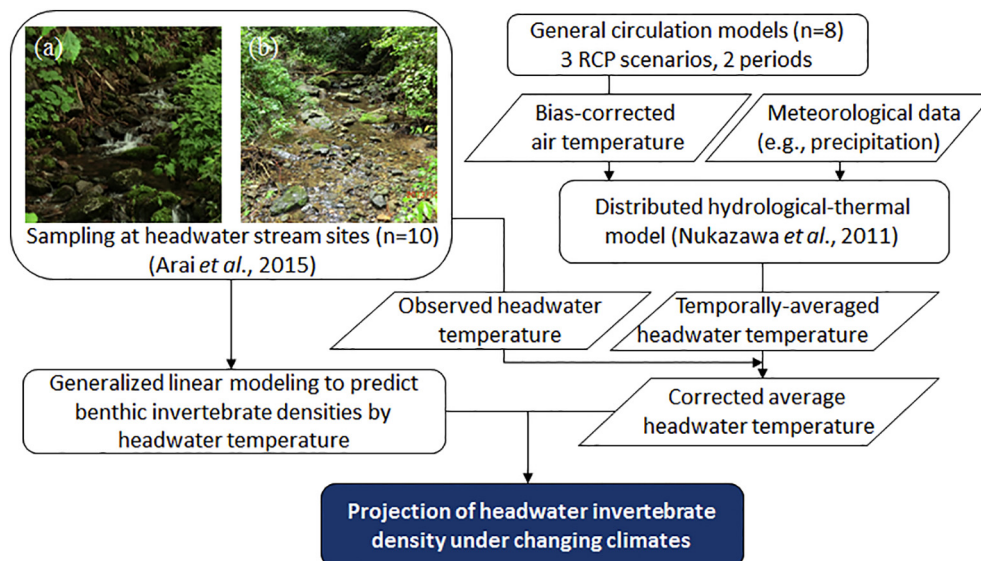 (a)
(b)
Sampling at headwater stream sites (n=10)
(Arai et al., 2015)
General circulation models (n=8)
3 RCP scenarios, 2 periods
Bias-corrected
air temperature
Meteorological data
(e.g., precipitation)
Distributed hydrological-thermal
model (Nukazawa et al., 2011)
Observed headwater
temperature
Temporally-averaged
headwater temperature
Generalized linear modeling to predict
benthic invertebrate densities by
headwater temperature
Corrected average
headwater temperature
Projection of headwater invertebrate
density under changing climates